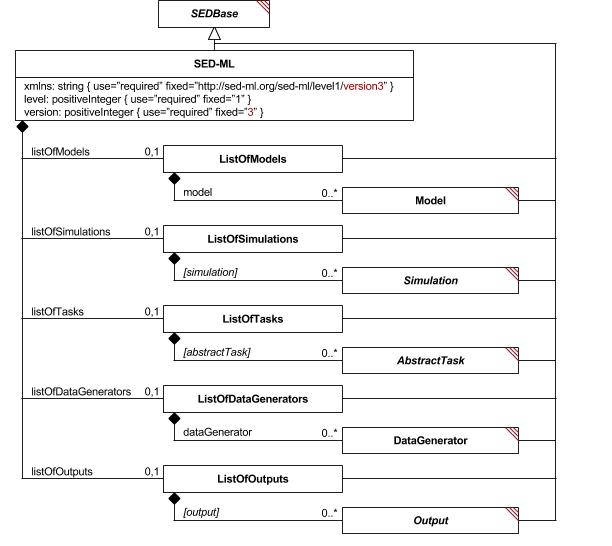 SEDBase
SED-ML
xmlns: string { use="required" fixed="http://sed-ml.org/sed-ml/level1/version3" }
level: positiveInteger { use="required" fixed="1" }
version: positiveInteger { use="required" fixed="3" }
listOfModels 0,1 ListOfModels
model 0..* Model
listOfSimulations 0,1 ListOfSimulations
[simulation] 0..* Simulation
listOfTasks 0,1 ListOfTasks
[abstractTask] 0..* AbstractTask
listOfDataGenerators 0,1 ListOfDataGenerators
dataGenerator 0..* DataGenerator
listOfOutputs 0,1 ListOfOutputs
[output] 0..* Output